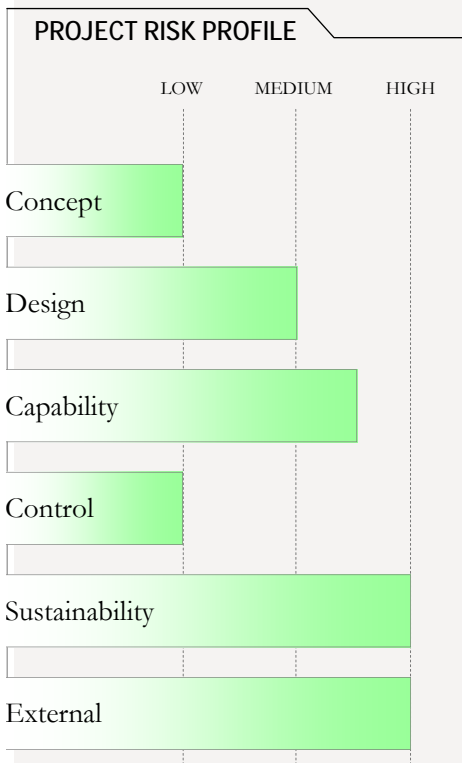 PROJECT RISK PROFILE
LOW MEDIUM HIGH
Concept
Design
Capability
Control
Sustainability
External